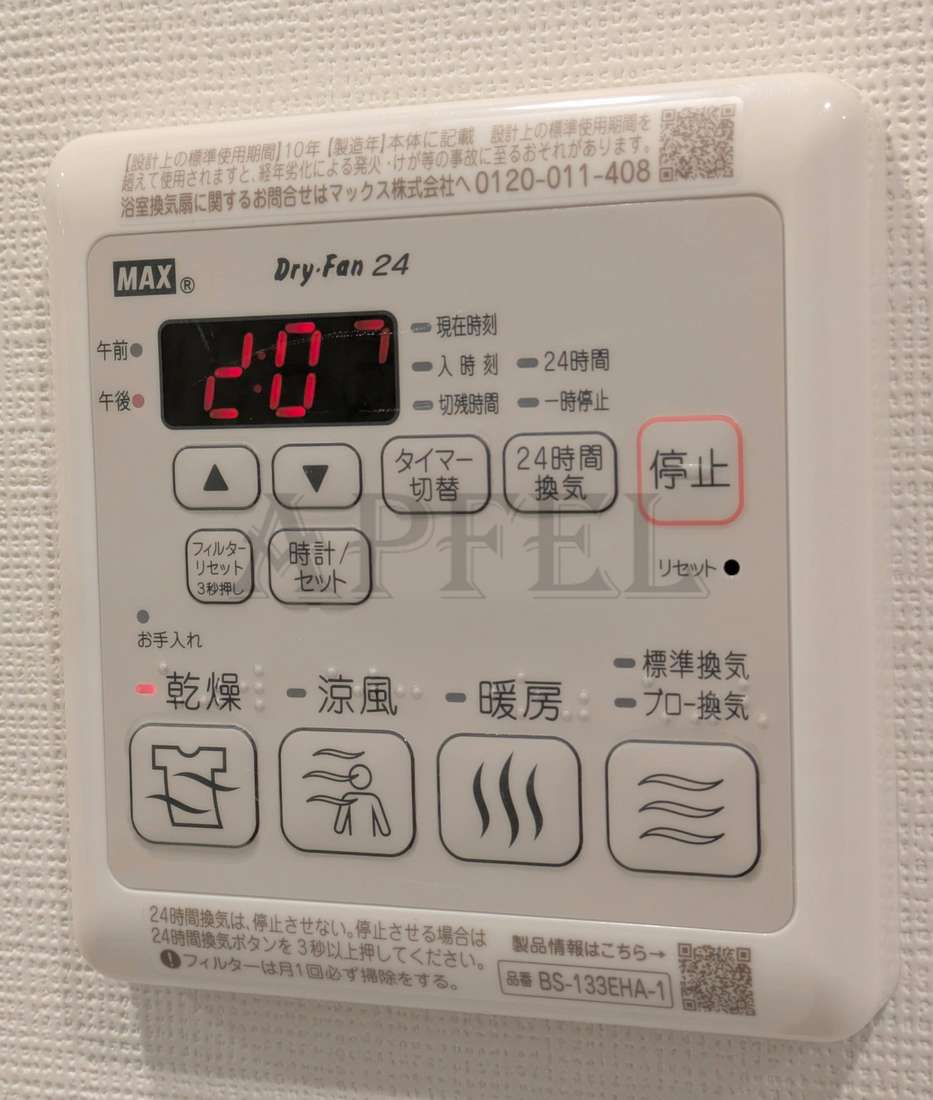 【設計上の標準使用期間】10年 【製造年】本体に記載 設計上の標準使用期間を
超えて使用されますと、経年劣化による発火・けが等の事故に至るおそれがあります。
浴室換気扇に関するお問合せはマックス株式会社へ 0120-011-408
MAX® Dry・Fan 24
午前
午後
2:07
現在時刻
入時刻 24時間
切残時間 一時停止
▲ ▼
タイマー
切替
24時間
換気
停止
フィルター
リセット
3秒押し
時計/
セット
リセット
APFEL
お手入れ
乾燥 涼風 暖房
標準換気
フロー換気
24時間換気は、停止させない。停止させる場合は
24時間換気ボタンを3秒以上押してください。
フィルターは月1回必ず掃除をする。
製品情報はこちら→
品番 BS-133EHA-1